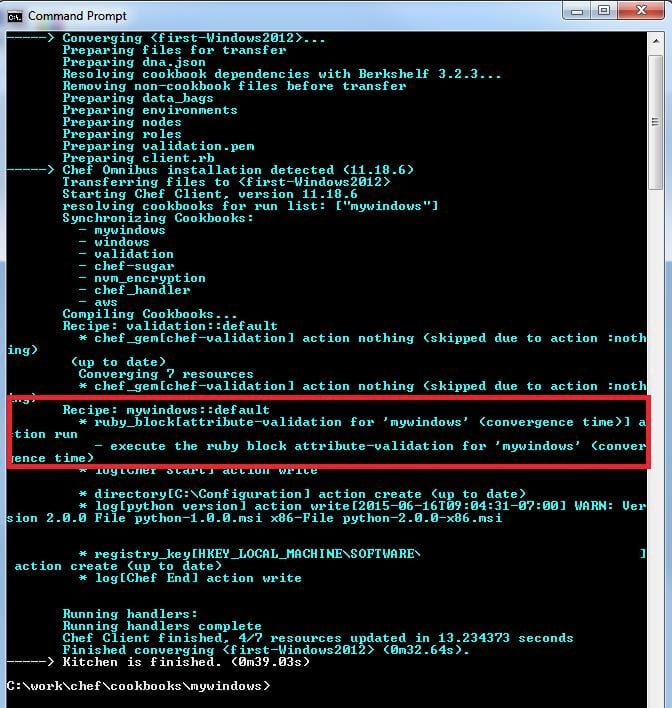 Command Prompt
-----> Converging <first-Windows2012>...
Preparing files for transfer
Preparing dna.json
Resolving cookbook dependencies with Berkshelf 3.2.3...
Removing non-cookbook files before transfer
Preparing data_bags
Preparing environments
Preparing nodes
Preparing roles
Preparing validation.pem
Preparing client.rb
-----> Chef Omnibus installation detected (11.18.6)
Transferring files to <first-Windows2012>
Starting Chef Client, version 11.18.6
resolving cookbooks for run list: ["mywindows"]
Synchronizing Cookbooks:
- mywindows
- windows
- validation
- chef-sugar
- nvm_encryption
- chef_handler
- aws
Compiling Cookbooks...
Recipe: validation::default
* chef_gem[chef-validation] action nothing (skipped due to action :noth
ing)
(up to date)
Converging 7 resources
* chef_gem[chef-validation] action nothing (skipped due to action :noth
ing)
Recipe: mywindows::default
* ruby_block[attribute-validation for 'mywindows' (convergence time)] a
ction run
- execute the ruby block attribute-validation for 'mywindows' (conver
gence time)
* log[Chef Start] action write
* directory[C:\Configuration] action create (up to date)
* log[python version] action write[2015-06-16T09:04:31-07:00] WARN: Ver
sion 2.0.0 File python-1.0.0.msi x86-File python-2.0.0-x86.msi
* registry_key[HKEY_LOCAL_MACHINE\SOFTWARE\ ]
action create (up to date)
* log[Chef End] action write
Running handlers:
Running handlers complete
Chef Client finished, 4/7 resources updated in 13.234373 seconds
Finished converging <first-Windows2012> (0m32.64s).
-----> Kitchen is finished. (0m39.03s)
C:\work\chef\cookbooks\mywindows>